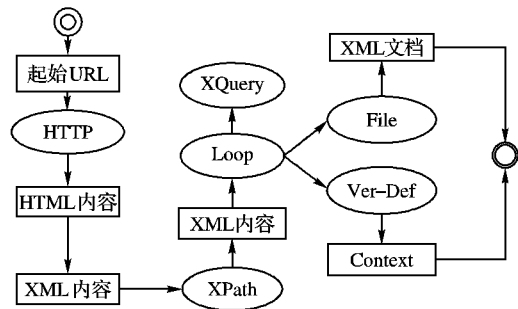 起始URL
HTTP
HTML内容
XML内容
XPath
XML内容
Loop
XQuery
File
XML文档
Ver-Def
Context